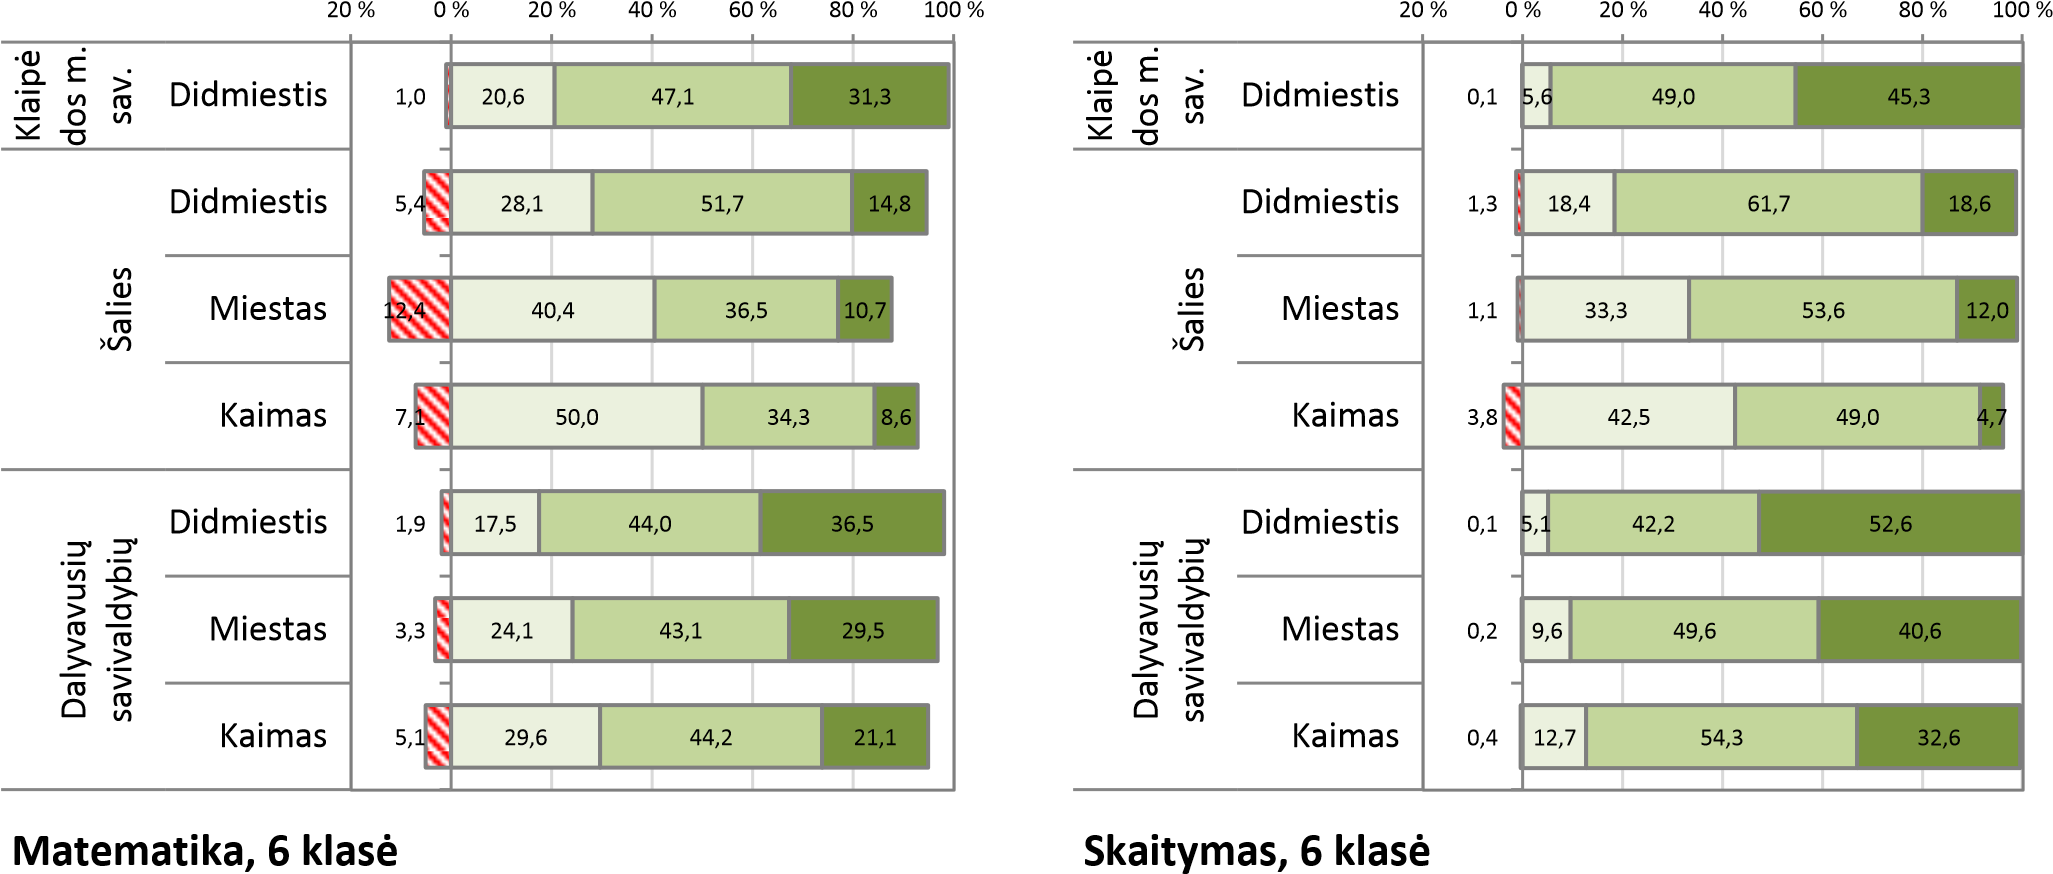 20 % 0 % 20 % 40 % 60 % 80 % 100 %
Klaipė
dos m.
sav.
Didmiestis 1,0 20,6 47,1 31,3
Šalies
Didmiestis 5,4 28,1 51,7 14,8
Miestas 12,4 40,4 36,5 10,7
Kaimas 7,1 50,0 34,3 8,6
Dalyvavusių
savivaldybių
Didmiestis 1,9 17,5 44,0 36,5
Miestas 3,3 24,1 43,1 29,5
Kaimas 5,1 29,6 44,2 21,1
Matematika, 6 klasė
20 % 0 % 20 % 40 % 60 % 80 % 100 %
Klaipė
dos m.
sav.
Didmiestis 0,1 5,6 49,0 45,3
Šalies
Didmiestis 1,3 18,4 61,7 18,6
Miestas 1,1 33,3 53,6 12,0
Kaimas 3,8 42,5 49,0 4,7
Dalyvavusių
savivaldybių
Didmiestis 0,1 5,1 42,2 52,6
Miestas 0,2 9,6 49,6 40,6
Kaimas 0,4 12,7 54,3 32,6
Skaitymas, 6 klasė